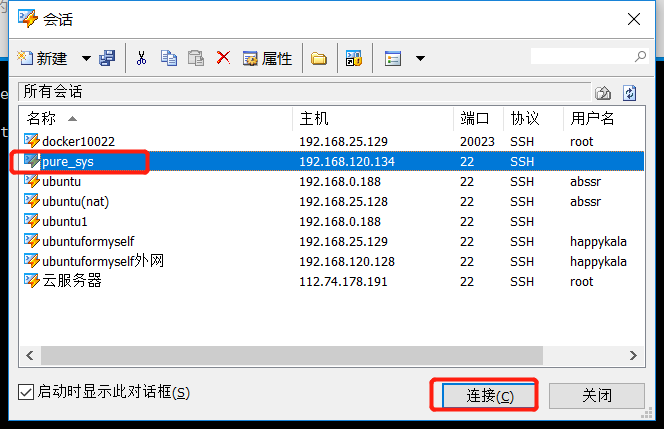 的
会话
新建 属性
所有会话
名称 主机 端口 协议 用户名
docker10022 192.168.25.129 20023 SSH root
pure_sys 192.168.120.134 22 SSH
ubuntu 192.168.0.188 22 SSH abssr
ubuntu(nat) 192.168.25.128 22 SSH abssr
ubuntu1 192.168.0.188 22 SSH
ubuntuformyself 192.168.25.129 22 SSH happykala
ubuntuformyself外网 192.168.120.128 22 SSH happykala
云服务器 112.74.178.191 22 SSH root
启动时显示此对话框(S) 连接(C) 关闭